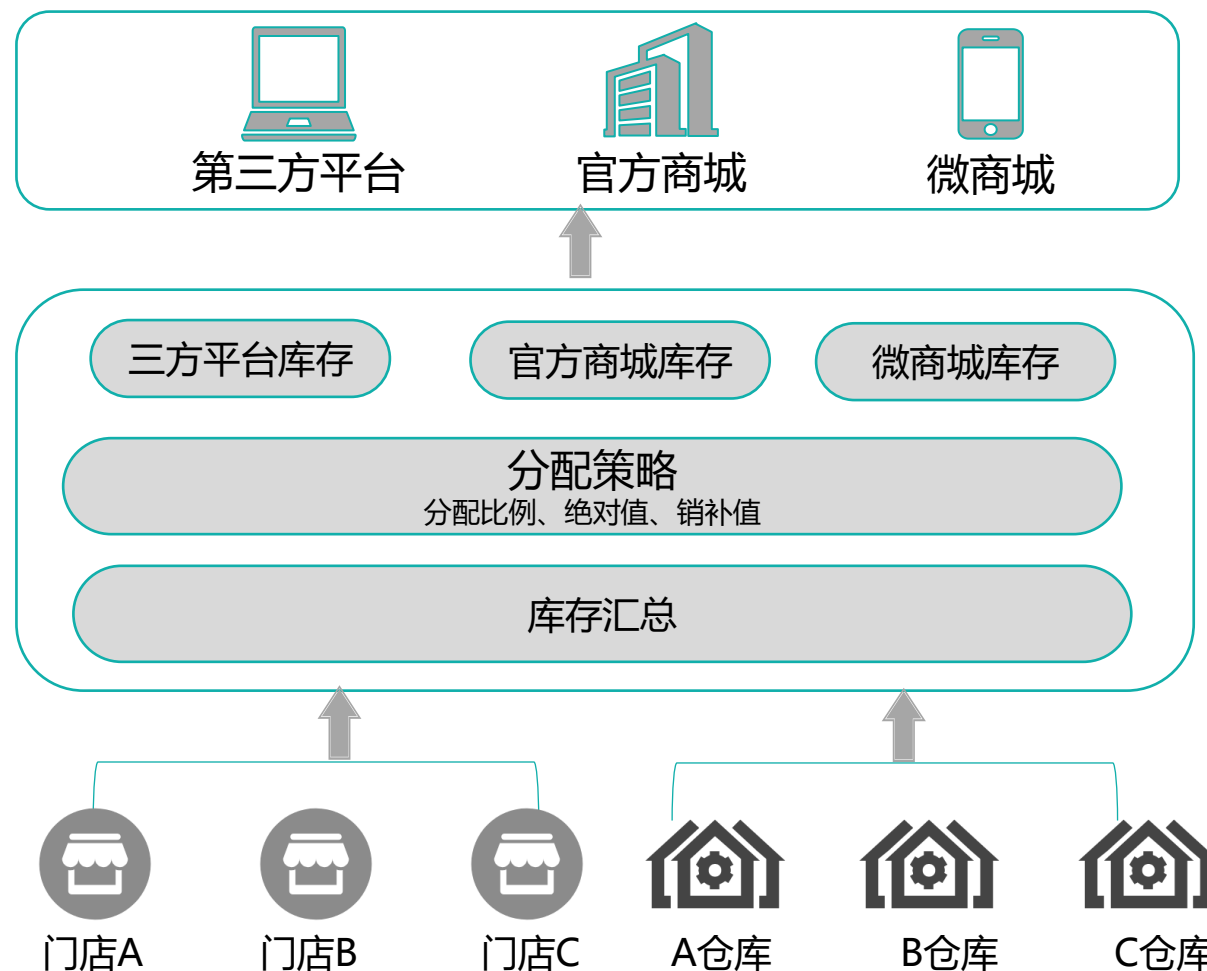 第三方平台
官方商城
微商城
三方平台库存
官方商城库存
微商城库存
分配策略
分配比例、绝对值、销补值
库存汇总
门店A
门店B
门店C
A仓库
B仓库
C仓库